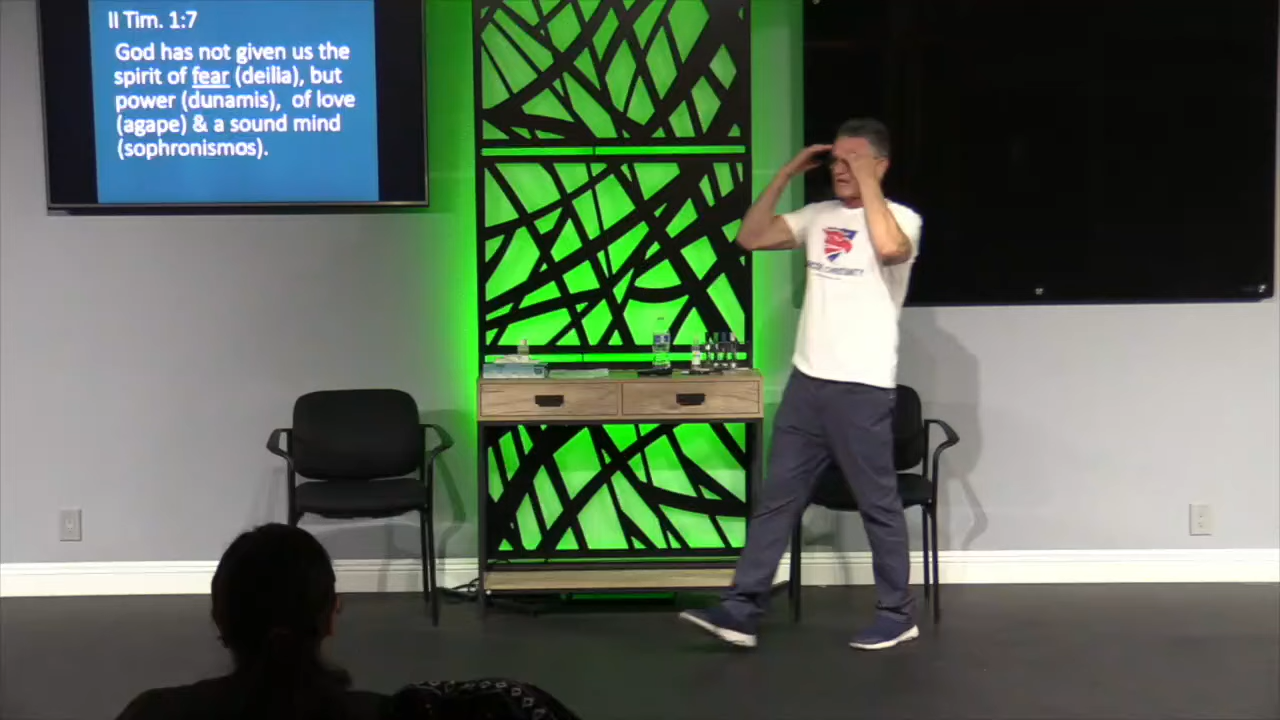 II Tim. 1:7
God has not given us the
spirit of fear (deilia), but
power (dunamis), of love
(agape) & a sound mind
(sophronismos).